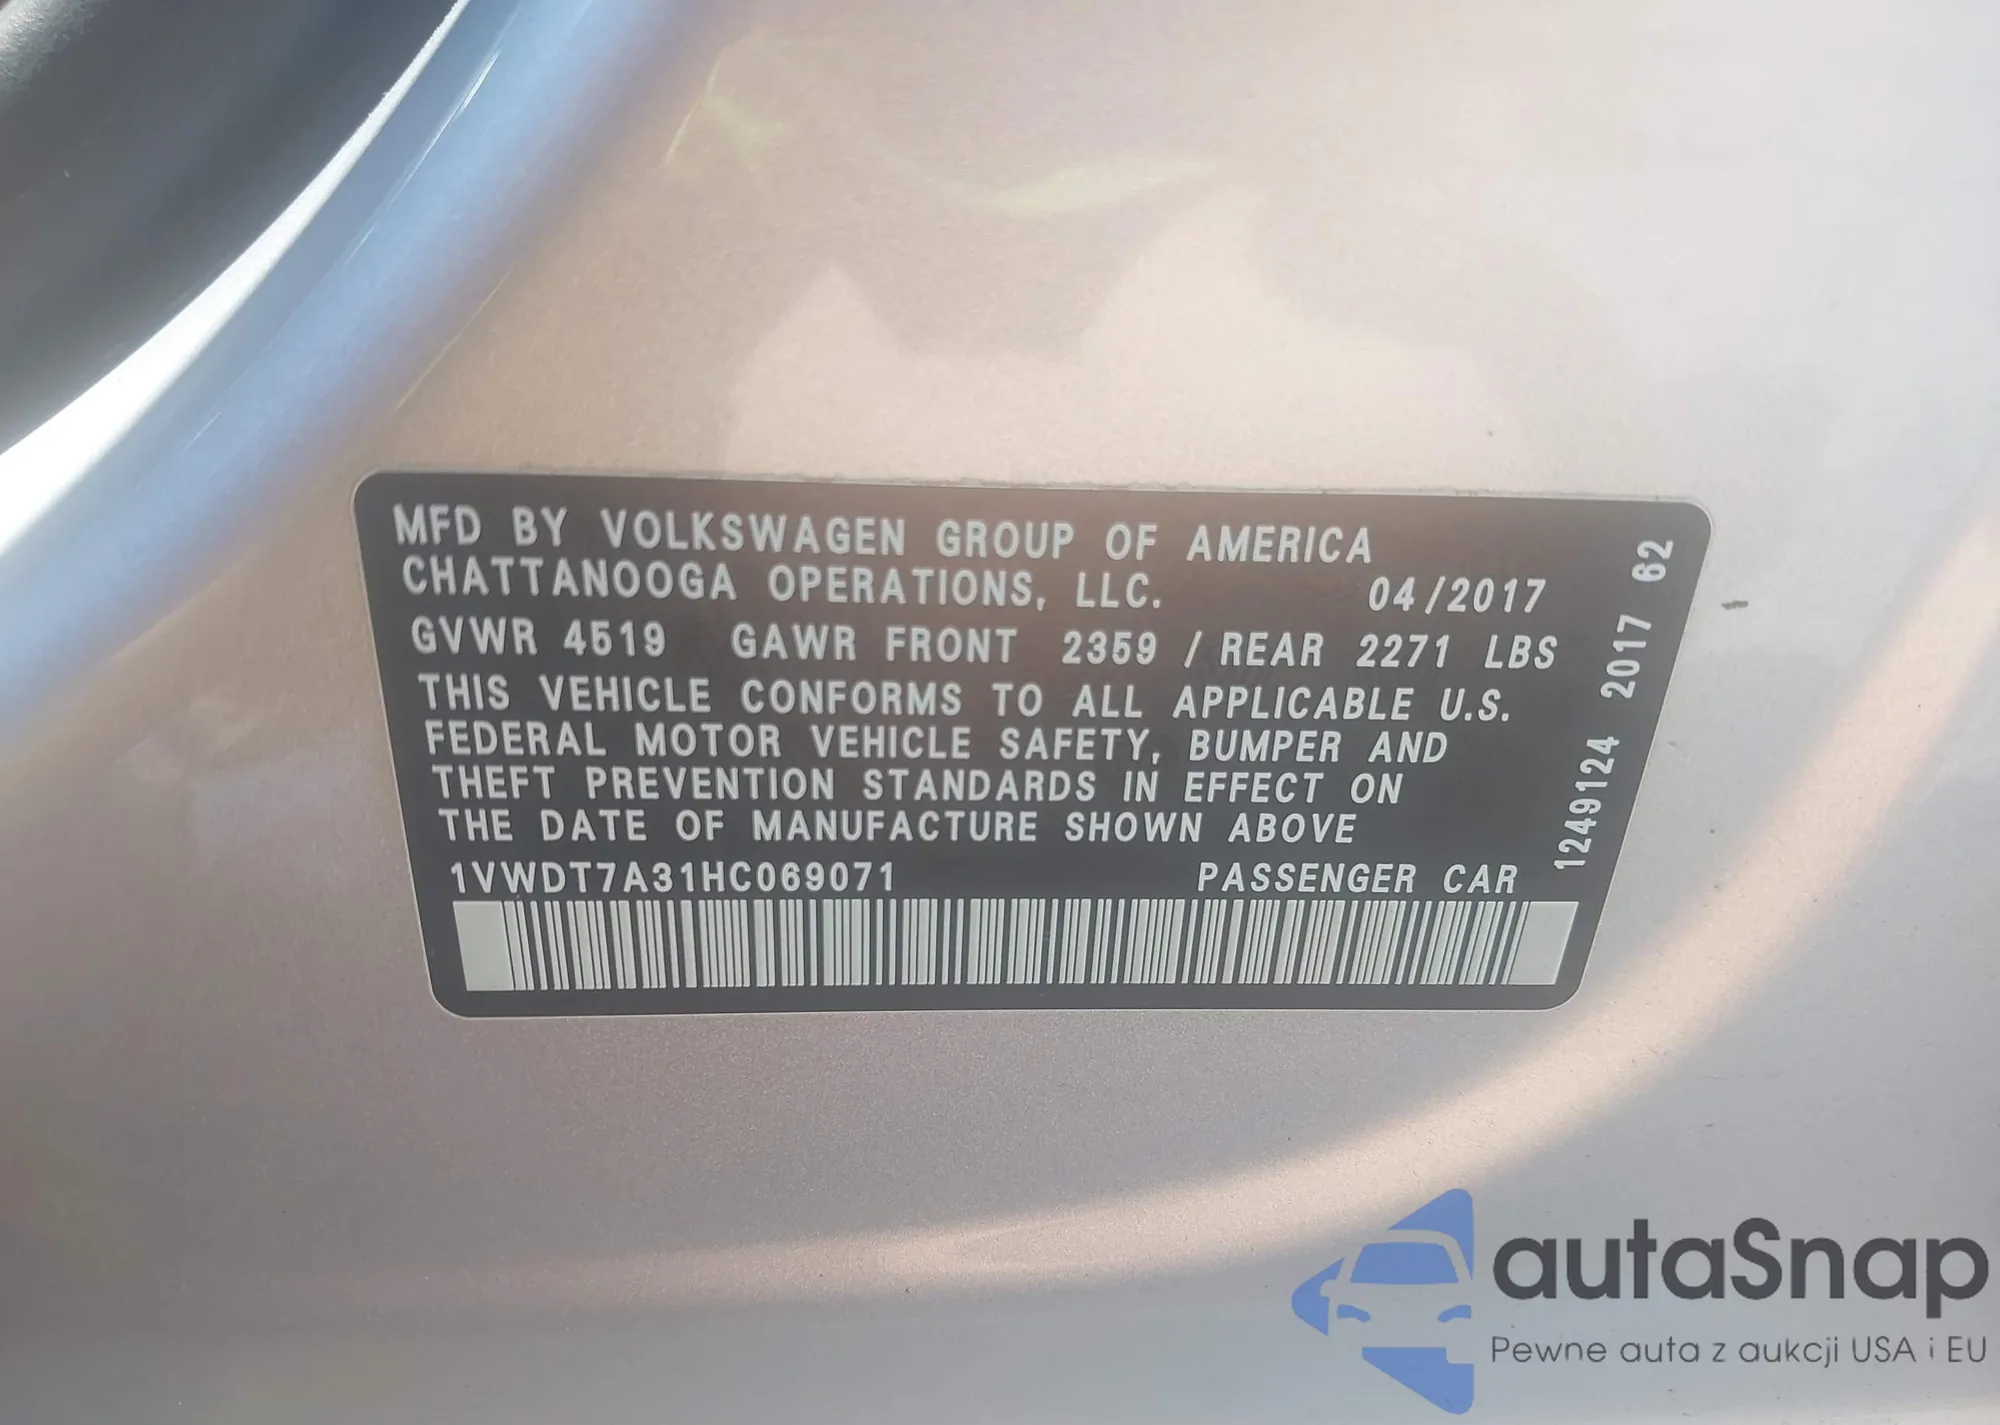 MFD BY VOLKSWAGEN GROUP OF AMERICA
CHATTANOOGA OPERATIONS, LLC. 04/2017
GVWR 4519 GAWR FRONT 2359 / REAR 2271 LBS
THIS VEHICLE CONFORMS TO ALL APPLICABLE U.S.
FEDERAL MOTOR VEHICLE SAFETY, BUMPER AND
THEFT PREVENTION STANDARDS IN EFFECT ON
THE DATE OF MANUFACTURE SHOWN ABOVE
1VWDT7A31HC069071 PASSENGER CAR
1249124 2017 62
autaSnap
Pewne auta z aukcji USA i EU